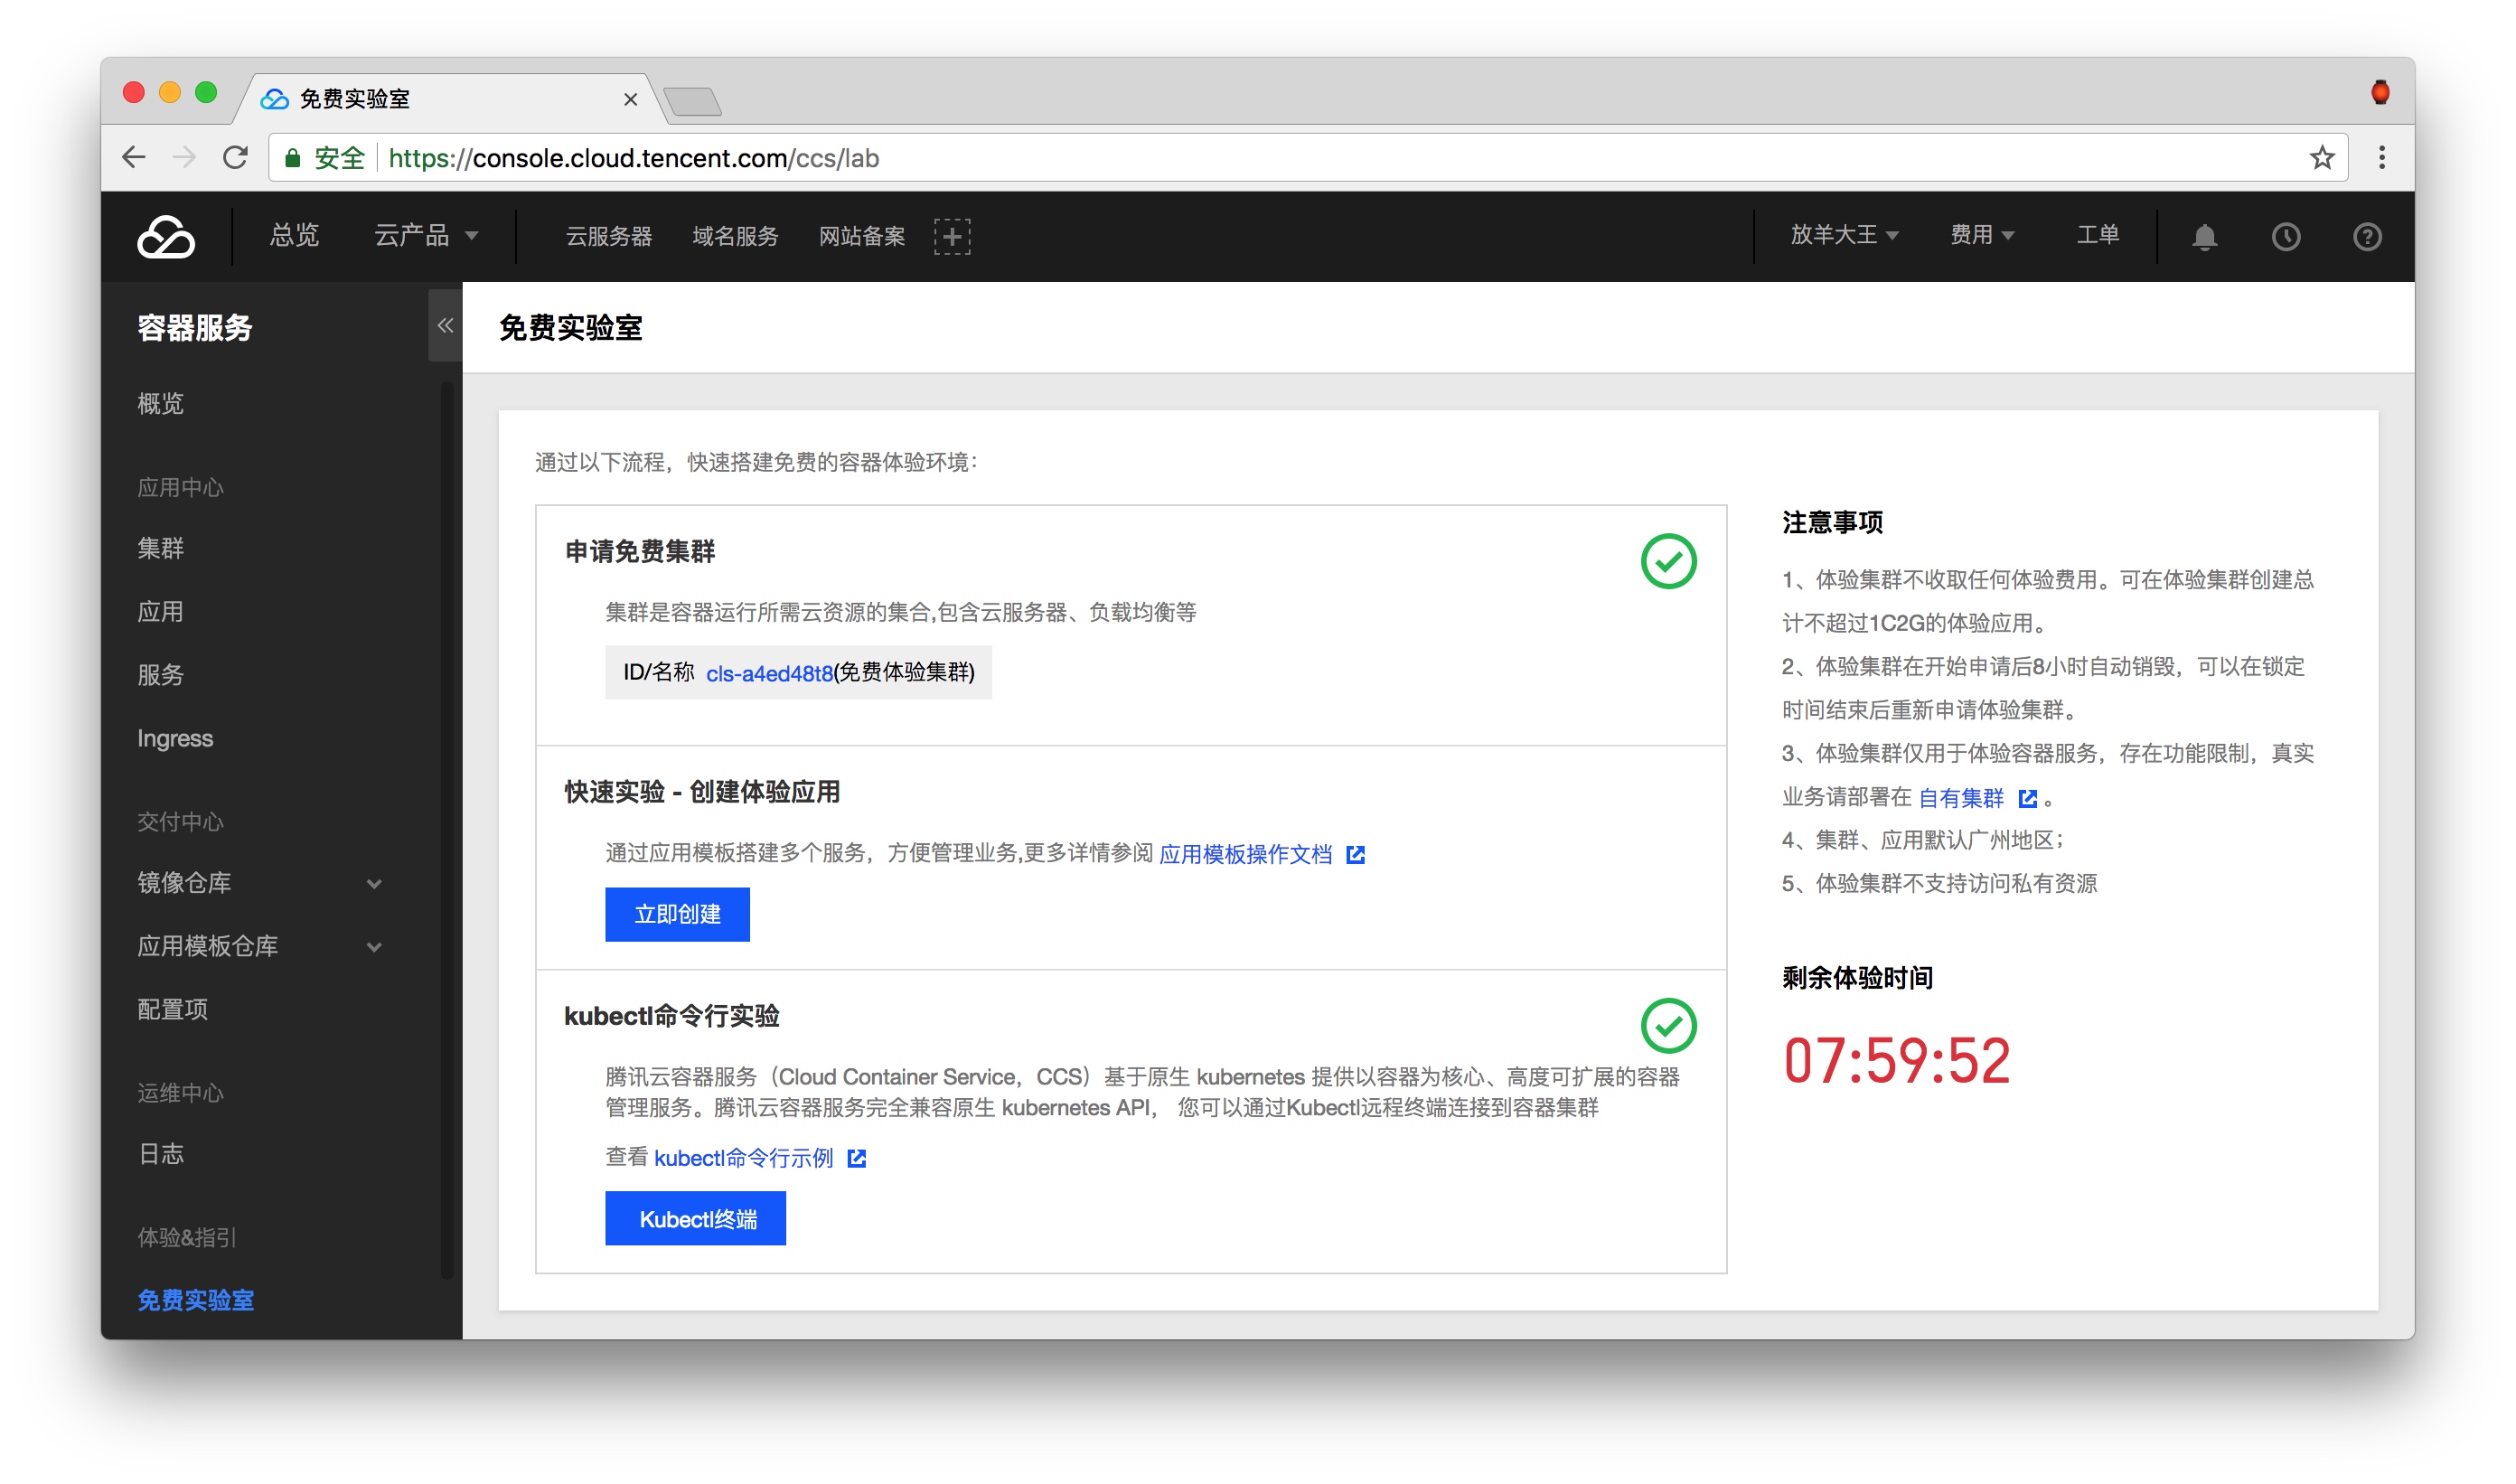 免费实验室
安全 https://console.cloud.tencent.com/ccs/lab
总览 云产品 云服务器 域名服务 网站备案 放羊大王 费用 工单
容器服务
概览
应用中心
集群
应用
服务
Ingress
交付中心
镜像仓库
应用模板仓库
配置项
运维中心
日志
体验&指引
免费实验室
免费实验室
通过以下流程，快速搭建免费的容器体验环境：
申请免费集群
集群是容器运行所需云资源的集合,包含云服务器、负载均衡等
ID/名称 cls-a4ed48t8(免费体验集群)
快速实验 - 创建体验应用
通过应用模板搭建多个服务，方便管理业务,更多详情参阅 应用模板操作文档
立即创建
kubectl命令行实验
腾讯云容器服务（Cloud Container Service，CCS）基于原生 kubernetes 提供以容器为核心、高度可扩展的容器
管理服务。腾讯云容器服务完全兼容原生 kubernetes API， 您可以通过Kubectl远程终端连接到容器集群
查看 kubectl命令行示例
Kubectl终端
注意事项
1、体验集群不收取任何体验费用。可在体验集群创建总
计不超过1C2G的体验应用。
2、体验集群在开始申请后8小时自动销毁，可以在锁定
时间结束后重新申请体验集群。
3、体验集群仅用于体验容器服务，存在功能限制，真实
业务请部署在 自有集群 。
4、集群、应用默认广州地区；
5、体验集群不支持访问私有资源
剩余体验时间
07:59:52